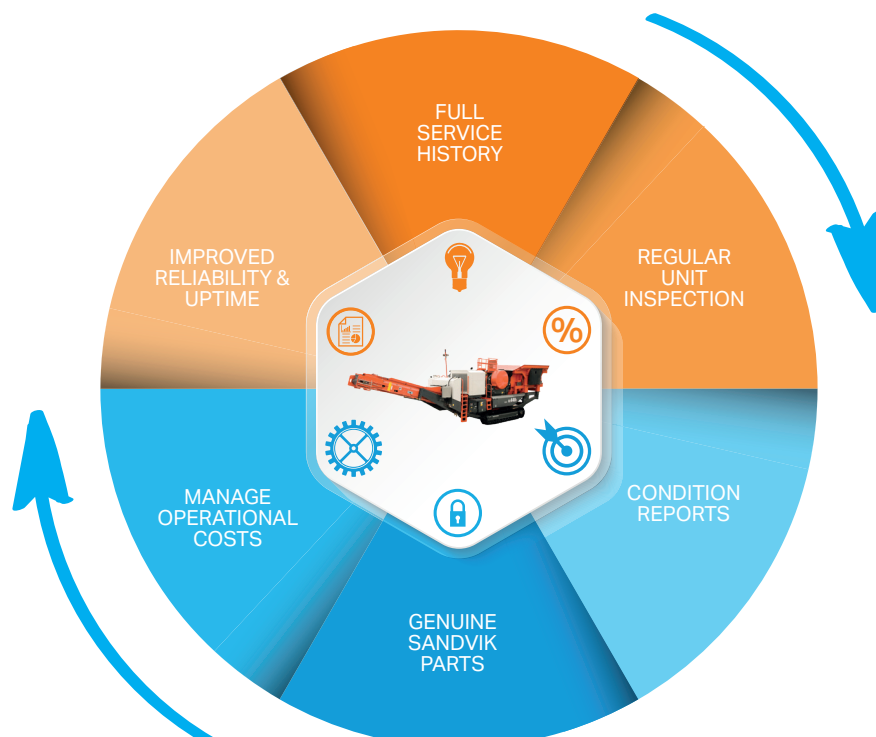 FULL
SERVICE
HISTORY
REGULAR
UNIT
INSPECTION
CONDITION
REPORTS
GENUINE
SANDVIK
PARTS
MANAGE
OPERATIONAL
COSTS
IMPROVED
RELIABILITY &
UPTIME
%